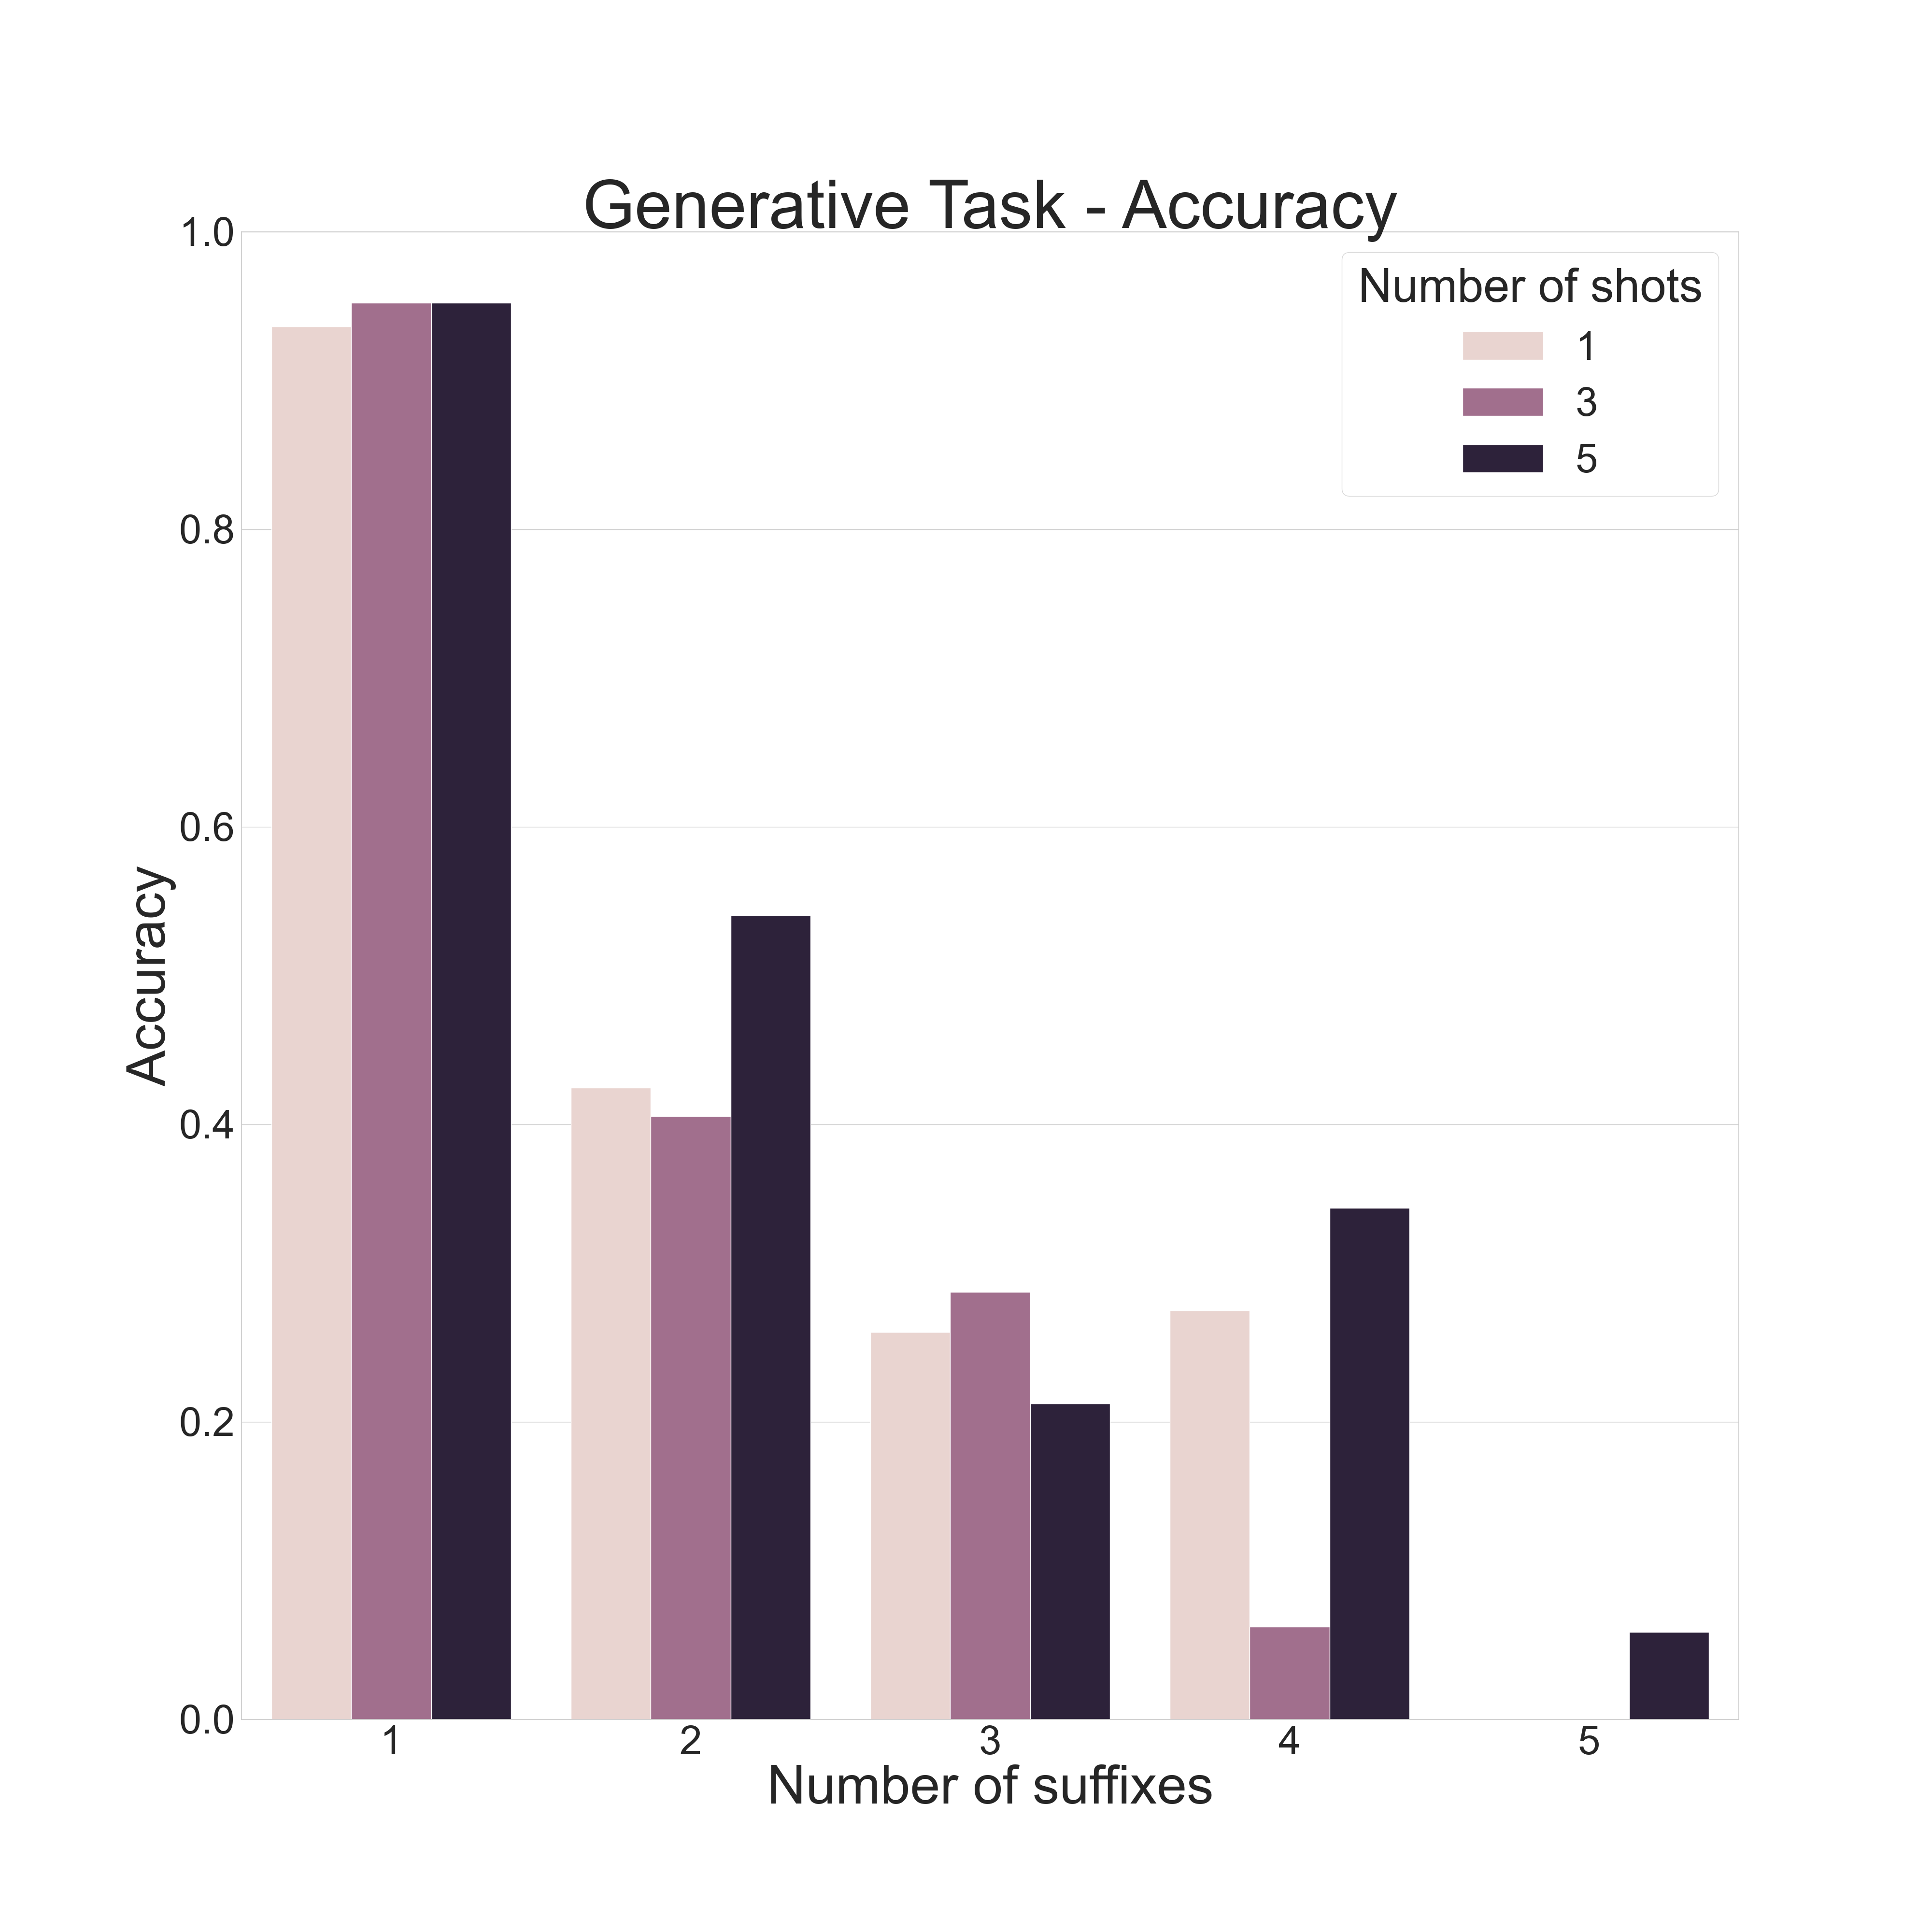 Generative Task - Accuracy
Number of shots
1
3
5
Accuracy
1.0
0.8
0.6
0.4
0.2
0.0
1 2 3 4 5
Number of suffixes